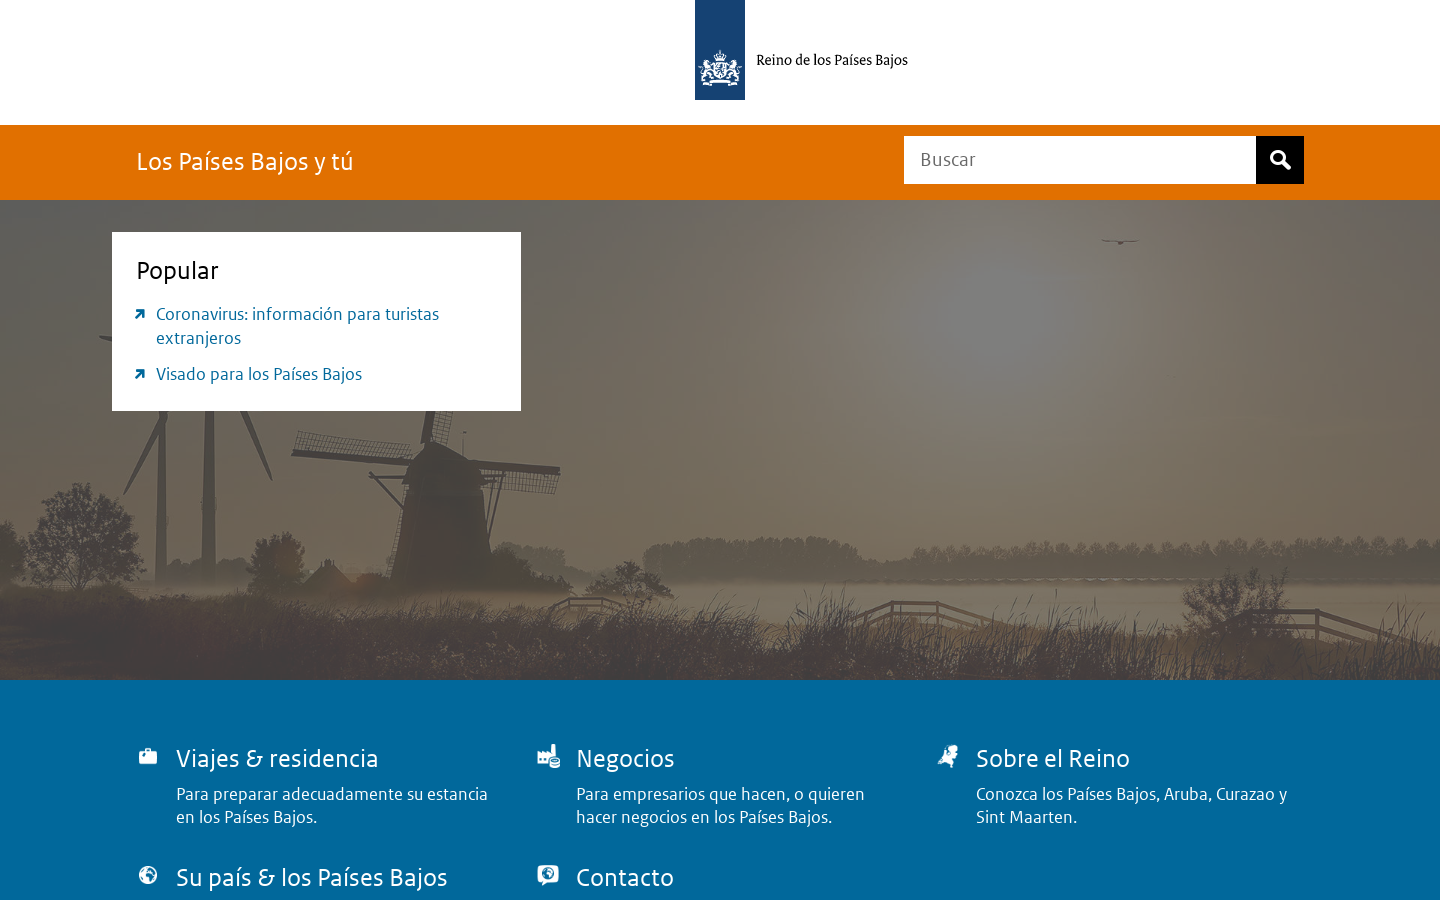 Reino de los Países Bajos
Los Países Bajos y tú
Buscar
Popular
Coronavirus: información para turistas
extranjeros
Visado para los Países Bajos
Viajes & residencia
Para preparar adecuadamente su estancia
en los Países Bajos.
Negocios
Para empresarios que hacen, o quieren
hacer negocios en los Países Bajos.
Sobre el Reino
Conozca los Países Bajos, Aruba, Curazao y
Sint Maarten.
Su país & los Países Bajos
Contacto